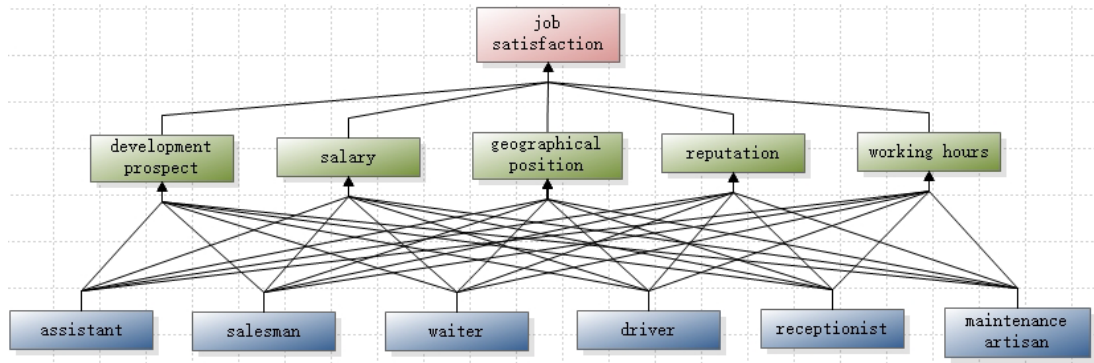 job
satisfaction
development
prospect
salary
geographical
position
reputation
working hours
assistant
salesman
waiter
driver
receptionist
maintenance
artisan